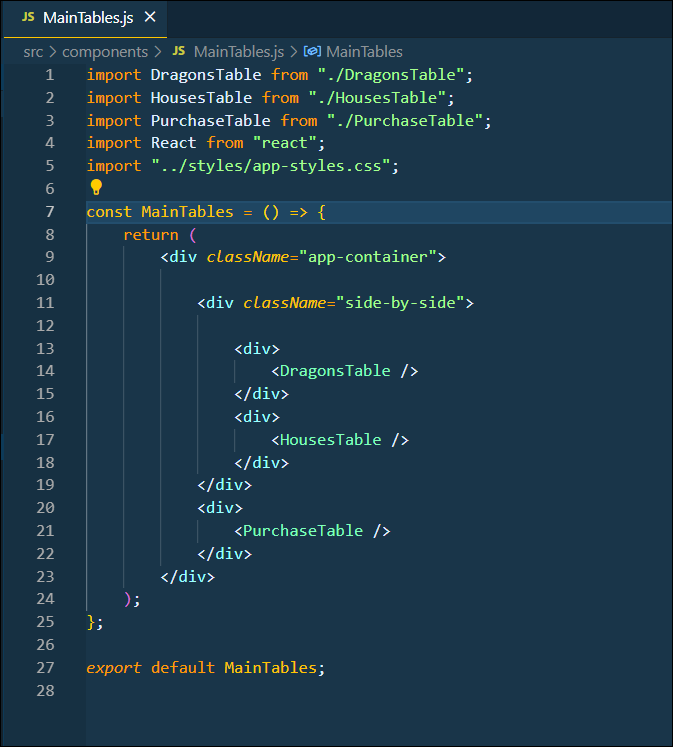 JS MainTables.js ×
src > components > JS MainTables.js > MainTables
1 import DragonsTable from "./DragonsTable";
2 import HousesTable from "./HousesTable";
3 import PurchaseTable from "./PurchaseTable";
4 import React from "react";
5 import "../styles/app-styles.css";
6
7 const MainTables = () => {
8     return (
9         <div className="app-container">
10
11             <div className="side-by-side">
12
13                 <div>
14                     <DragonsTable />
15                 </div>
16                 <div>
17                     <HousesTable />
18                 </div>
19             </div>
20             <div>
21                 <PurchaseTable />
22             </div>
23         </div>
24     );
25 };
26
27 export default MainTables;
28